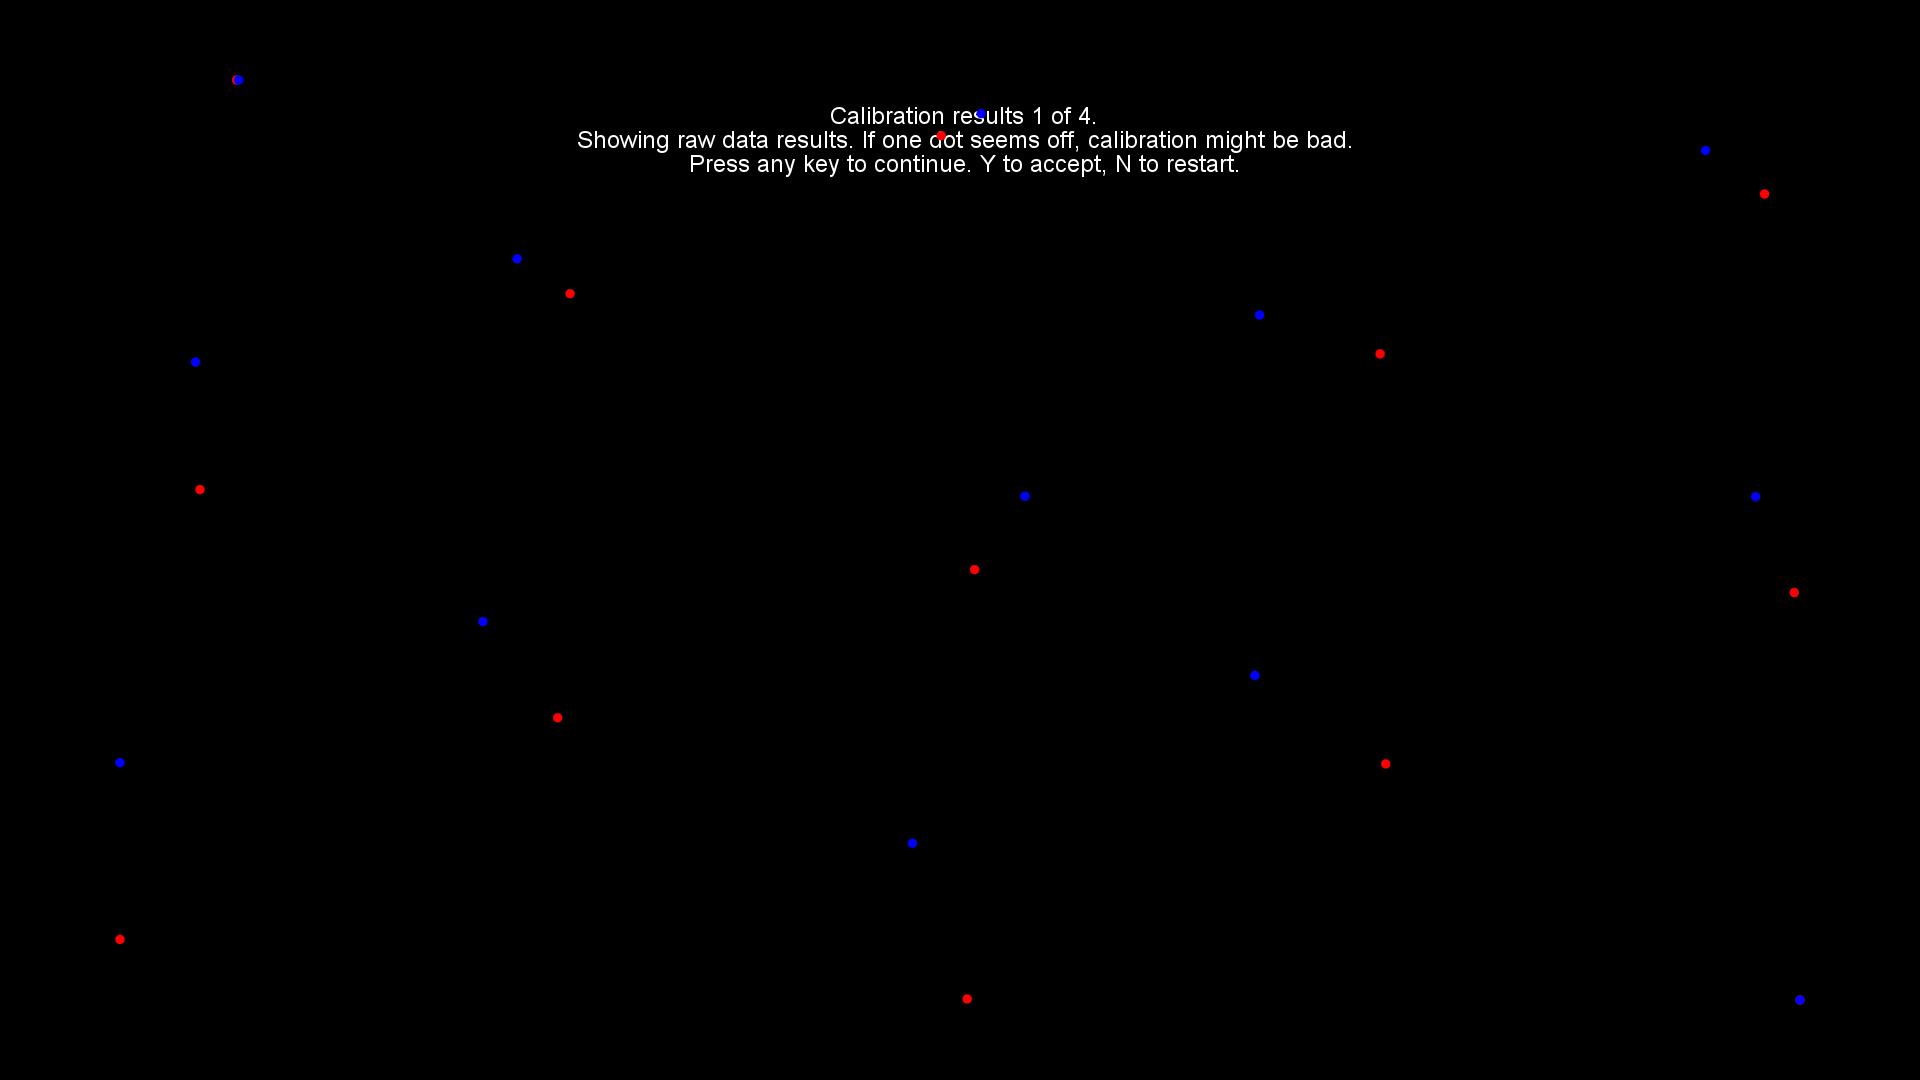 Calibration results 1 of 4.
Showing raw data results. If one dot seems off, calibration might be bad.
Press any key to continue. Y to accept, N to restart.